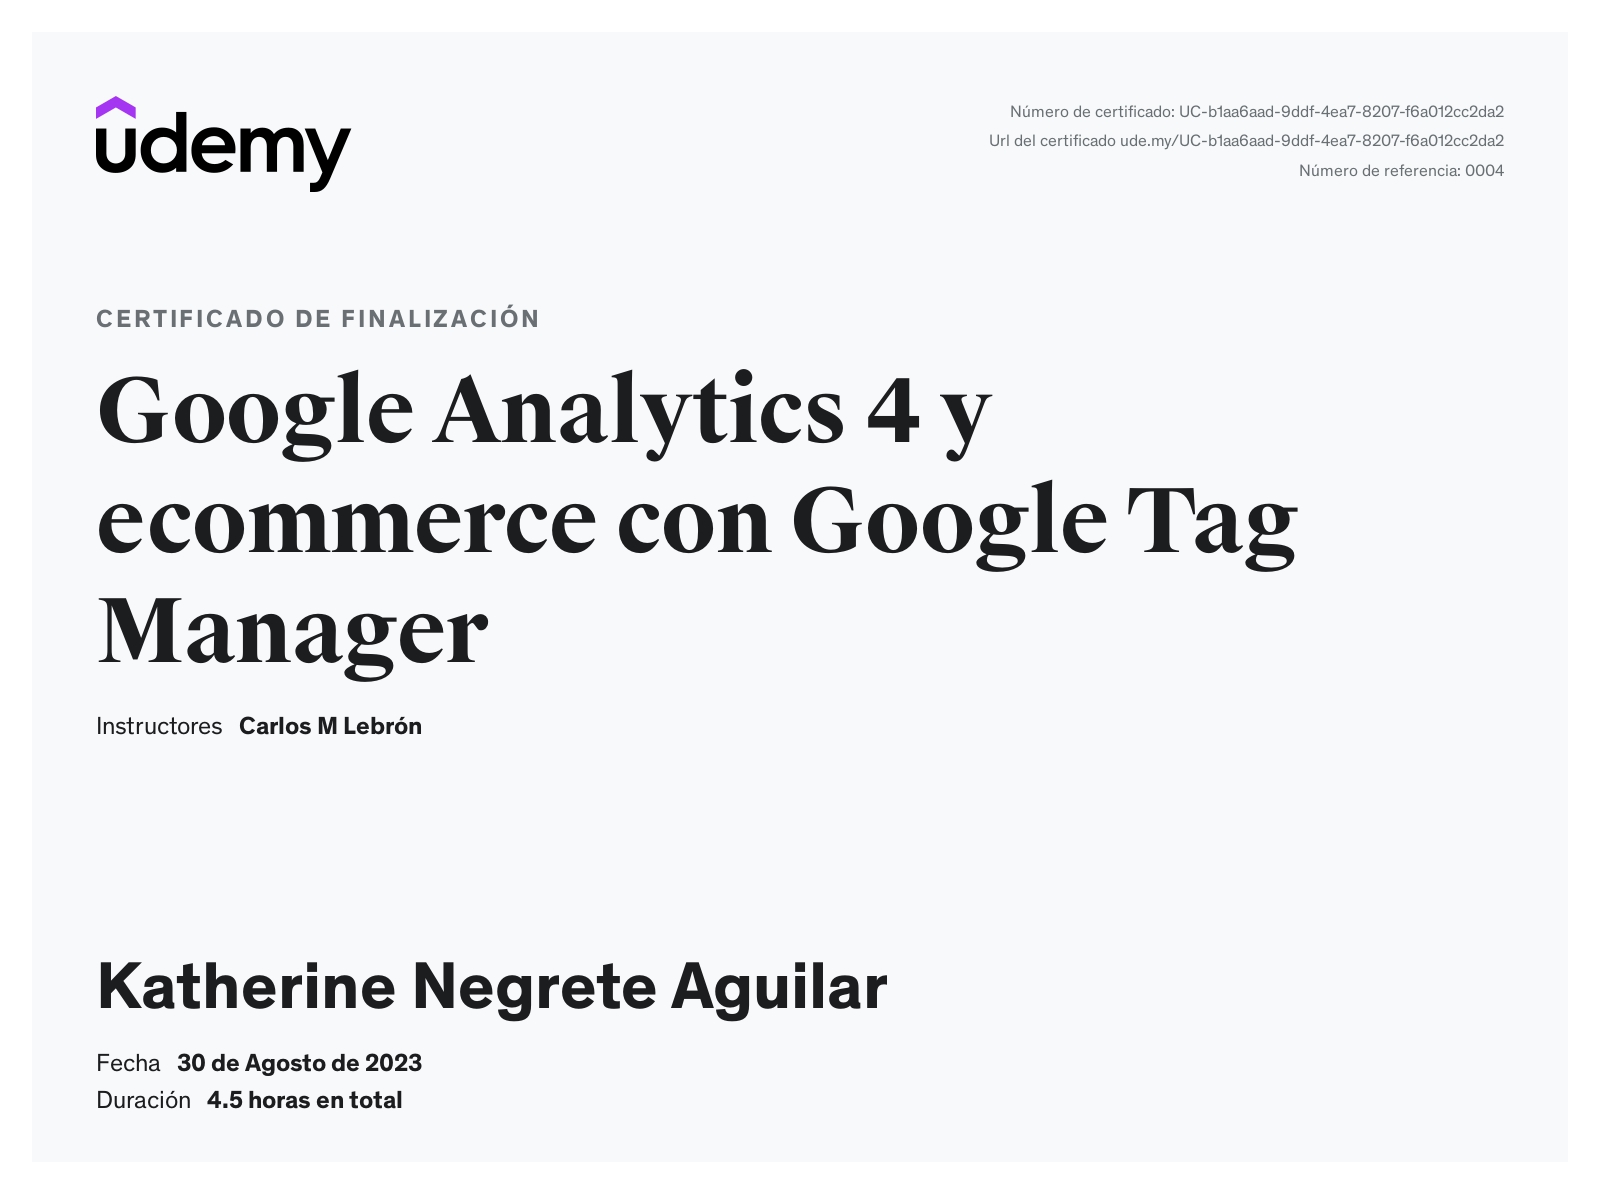 udemy
Número de certificado: UC-b1aa6aad-9ddf-4ea7-8207-f6a012cc2da2
Url del certificado ude.my/UC-b1aa6aad-9ddf-4ea7-8207-f6a012cc2da2
Número de referencia: 0004
CERTIFICADO DE FINALIZACIÓN
Google Analytics 4 y
ecommerce con Google Tag
Manager
Instructores Carlos M Lebrón
Katherine Negrete Aguilar
Fecha 30 de Agosto de 2023
Duración 4.5 horas en total